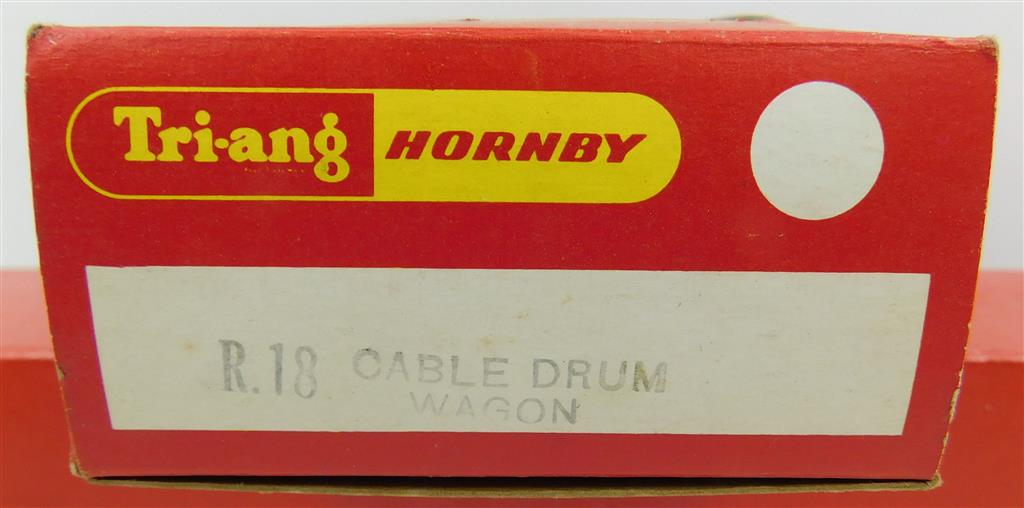 Tri-ang HORNBY
R.18 CABLE DRUM
WAGON